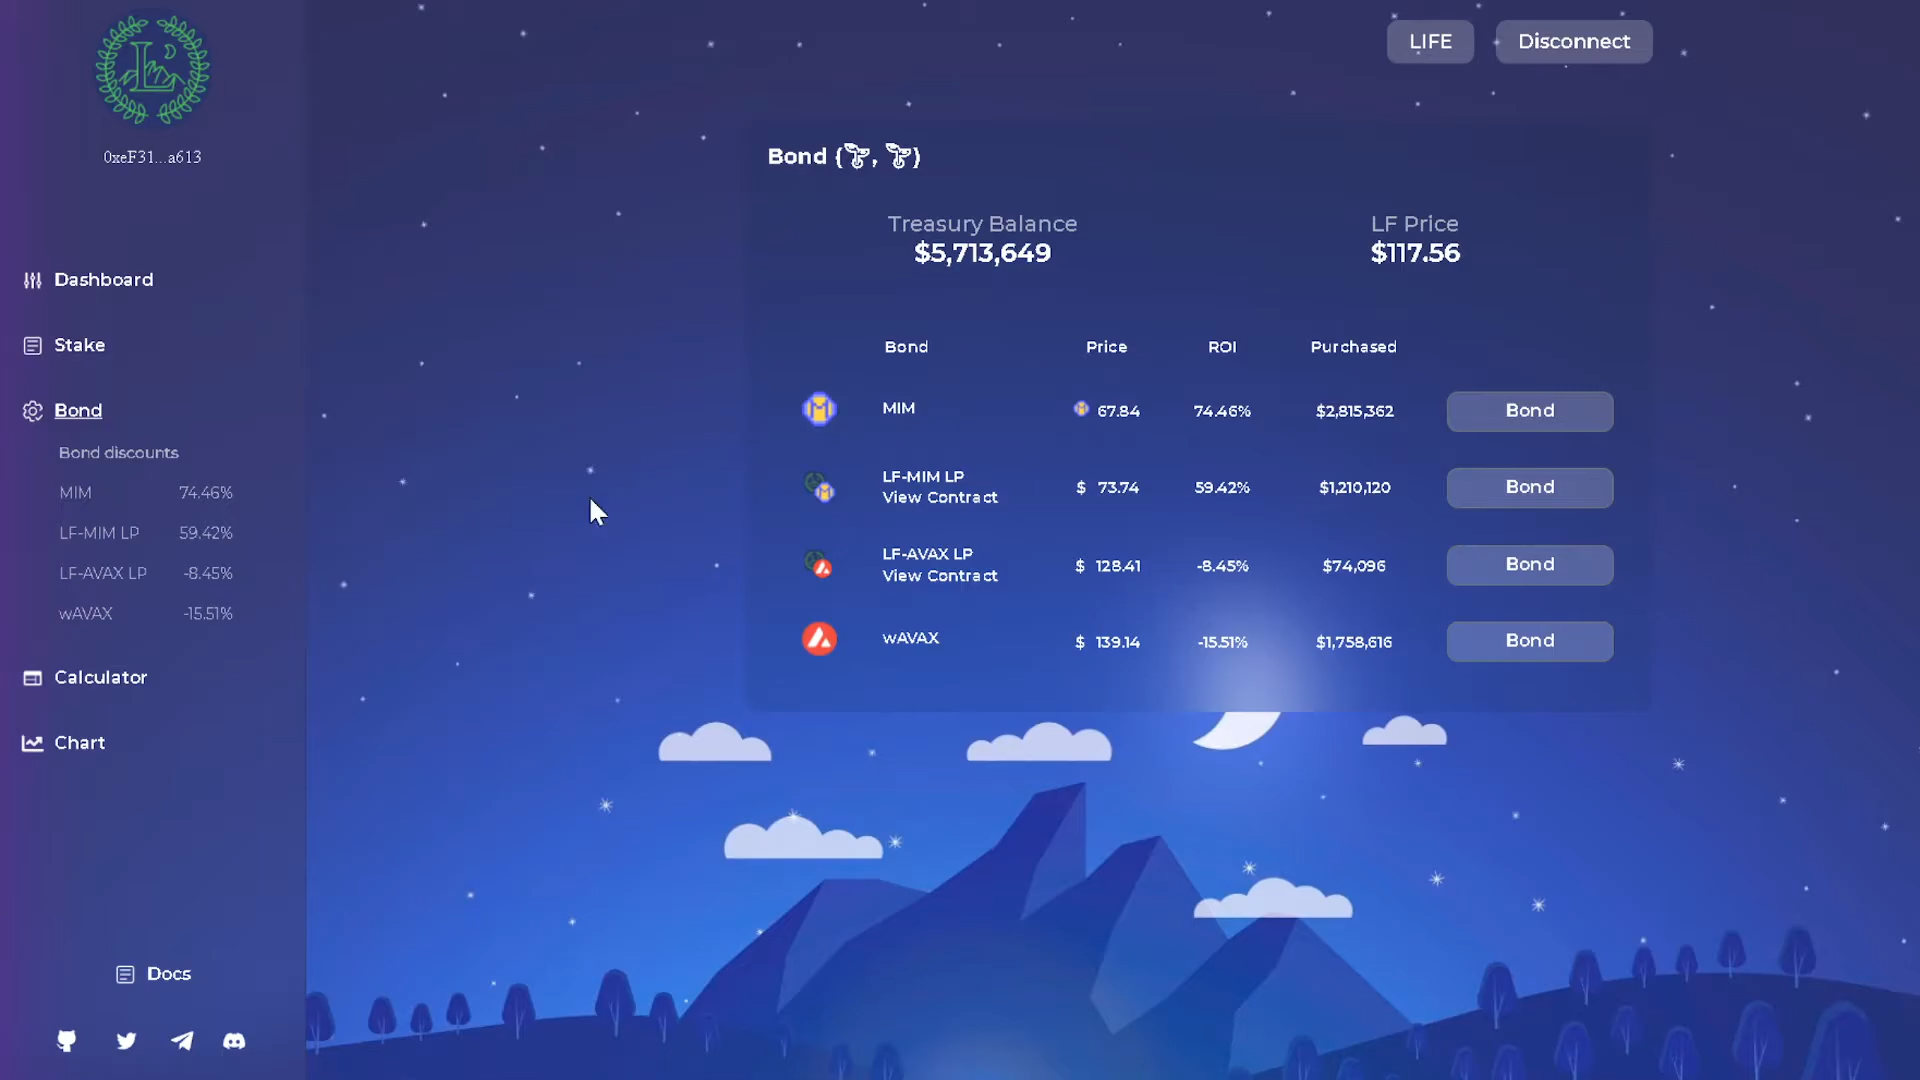 L
0xeF31...a613
LIFE
Disconnect
Dashboard
Stake
Bond
Bond discounts
MIM 74.46%
LF-MIM LP 59.42%
LF-AVAX LP -8.45%
wAVAX -15.51%
Calculator
Chart
Docs
Bond ( , )
Treasury Balance
$5,713,649
LF Price
$117.56
Bond Price ROI Purchased
MIM 67.84 74.46% $2,815,362 Bond
LF-MIM LP
View Contract
$ 73.74 59.42% $1,210,120 Bond
LF-AVAX LP
View Contract
$ 128.41 -8.45% $74,096 Bond
wAVAX $ 139.14 -15.51% $1,758,616 Bond